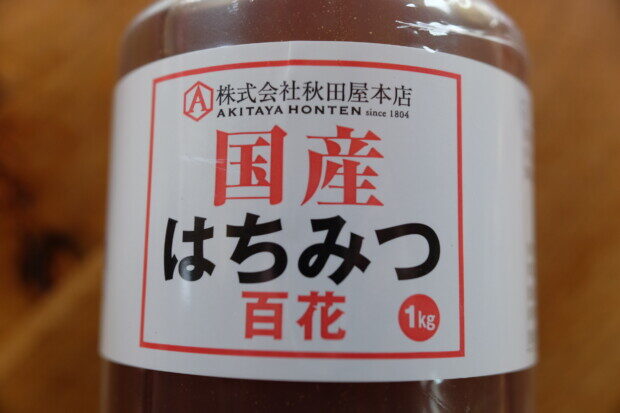 A 株式会社秋田屋本店
AKITAYA HONTEN since 1804
国産
はちみつ
百花
1kg